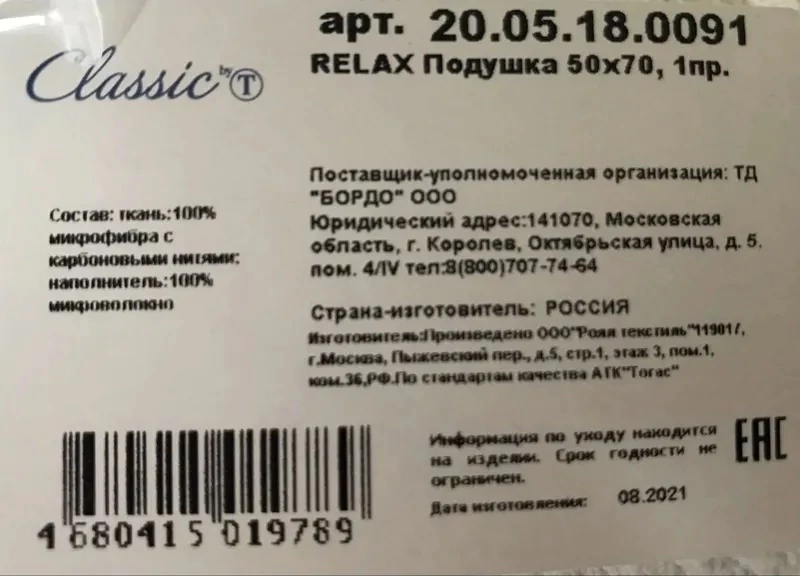 арт. 20.05.18.0091
Classic by T
RELAX Подушка 50х70, 1пр.
Поставщик-уполномоченная организация: ТД
"БОРДО" ООО
Юридический адрес:141070, Московская
область, г. Королев, Октябрьская улица, д. 5.
пом. 4/IV тел:8(800)707-74-64
Состав: ткань:100%
микрофибра с
карбоновыми нитями;
наполнитель:100%
микроволокно
Страна-изготовитель: РОССИЯ
Изготовитель:Произведено ООО"Роял текстиль"119017,
г.Москва, Пыжевский пер., д.5, стр.1, этаж 3, пом.1,
ком.36,РФ.По стандартам качества АТК"Тогас"
Информация по уходу находится
на изделии. Срок годности не
ограничен.
EAC
Дата изготовления: 08.2021
4 680415 019789